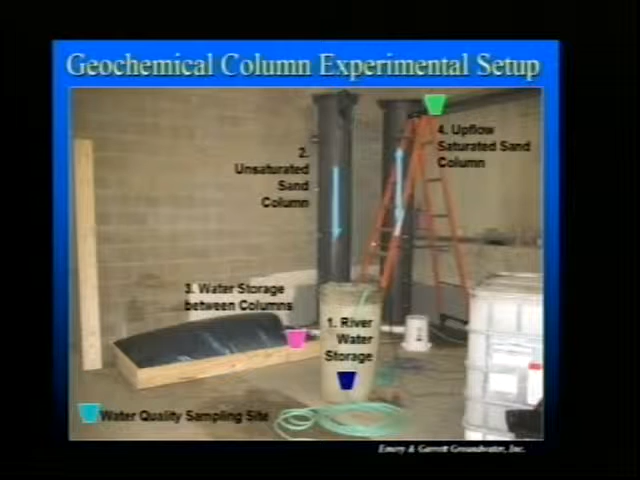 Geochemical Column Experimental Setup
4. Upflow
Saturated Sand
Column
2.
Unsaturated
Sand
Column
3. Water Storage
between Columns
1. River
Water
Storage
Water Quality Sampling Site
Emery & Garrett Groundwater, Inc.